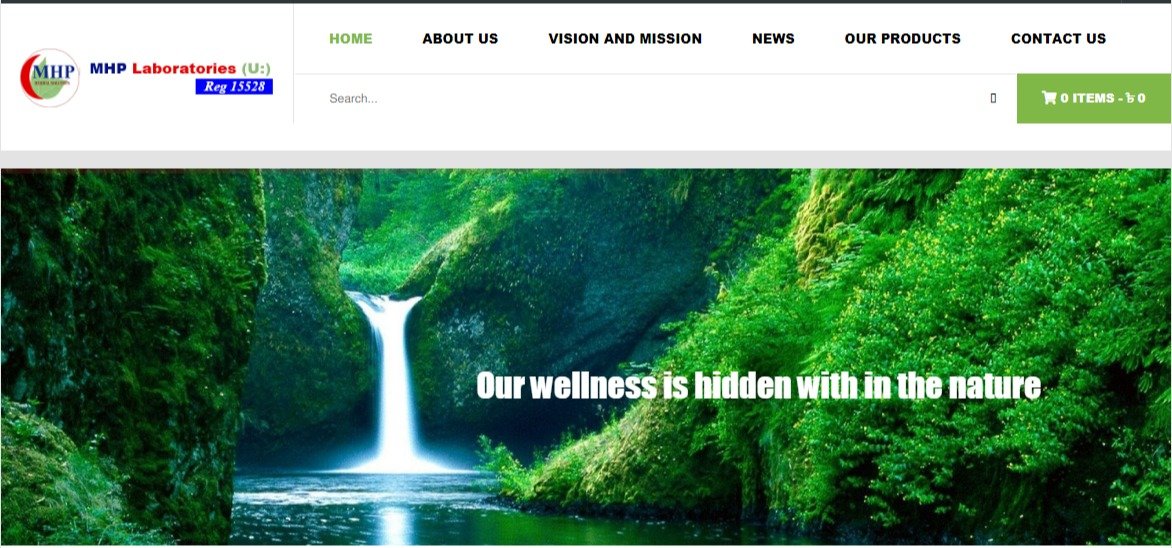 MHP
MHP Laboratories (U:)
Reg 15528
HOME
ABOUT US
VISION AND MISSION
NEWS
OUR PRODUCTS
CONTACT US
Search...
0 ITEMS - ৳ 0
Our wellness is hidden with in the nature